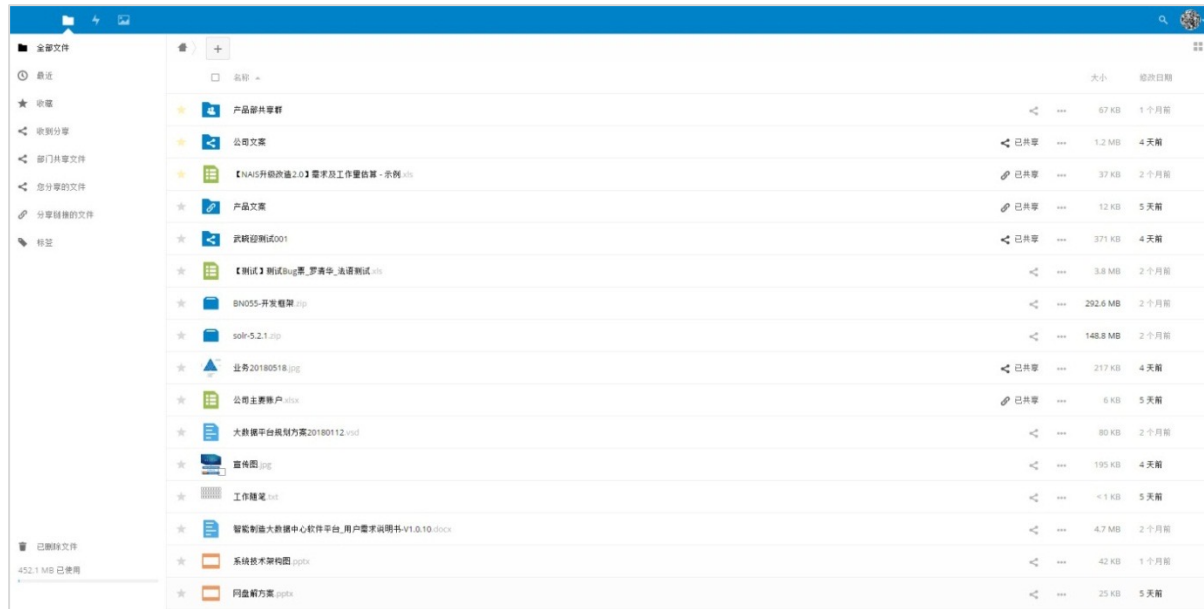 全部文件
最近
收藏
收到分享
部门共享文件
您分享的文件
分享链接的文件
标签
已删除文件
452.1 MB 已使用
名称 大小 修改日期
产品部共享群 67 KB 1 个月前
公司文案 已共享 1.2 MB 4 天前
【NAIS升级改造2.0】需求及工作量估算 - 示例.xls 已共享 37 KB 2 个月前
产品文案 已共享 12 KB 5 天前
武晓迎测试001 已共享 371 KB 4 天前
【测试】测试Bug票_罗清华_法语测试.xls 3.8 MB 2 个月前
BN055-开发框架.zip 292.6 MB 2 个月前
solr-5.2.1.zip 148.8 MB 2 个月前
业务20180518.jpg 已共享 217 KB 4 天前
公司主要账户.xlsx 已共享 6 KB 5 天前
大数据平台规划方案20180112.vsd 80 KB 2 个月前
宣传图.jpg 195 KB 4 天前
工作随笔.txt < 1 KB 5 天前
智能制造大数据中心软件平台_用户需求说明书-V1.0.10.docx 4.7 MB 2 个月前
系统技术架构图.pptx 42 KB 1 个月前
网盘解方案.pptx 25 KB 5 天前